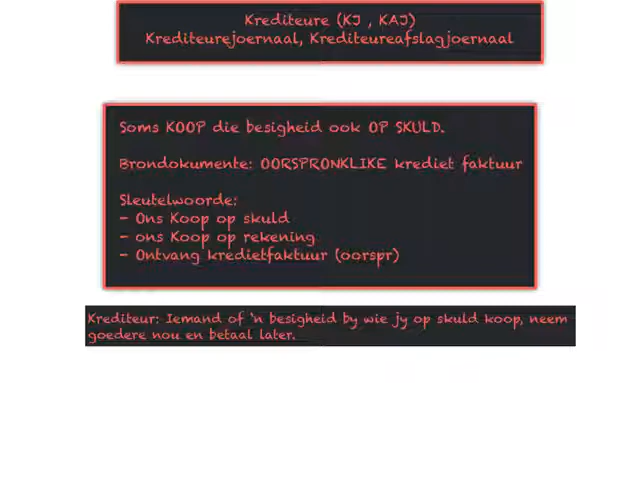 Krediteure (KJ , KAJ)
Krediteurejoernaal, Krediteureafslagjoernaal
Soms KOOP die besigheid ook OP SKULD.
Brondokumente: OORSPRONKLIKE krediet faktuur
Sleutelwoorde:
- Ons Koop op skuld
- ons Koop op rekening
- Ontvang kredietfaktuur (oorspr)
Krediteur: Iemand of 'n besigheid by wie jy op skuld koop, neem
goedere nou en betaal later.